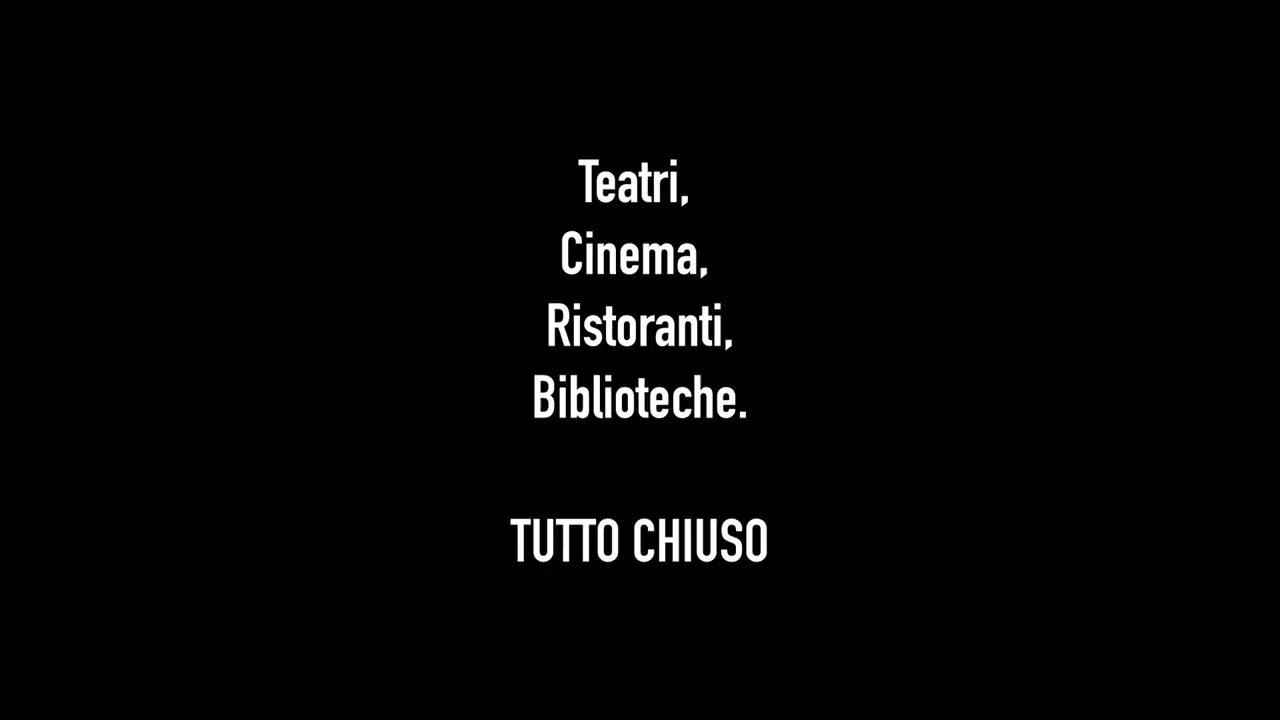 Teatri,
Cinema,
Ristoranti,
Biblioteche.
TUTTO CHIUSO